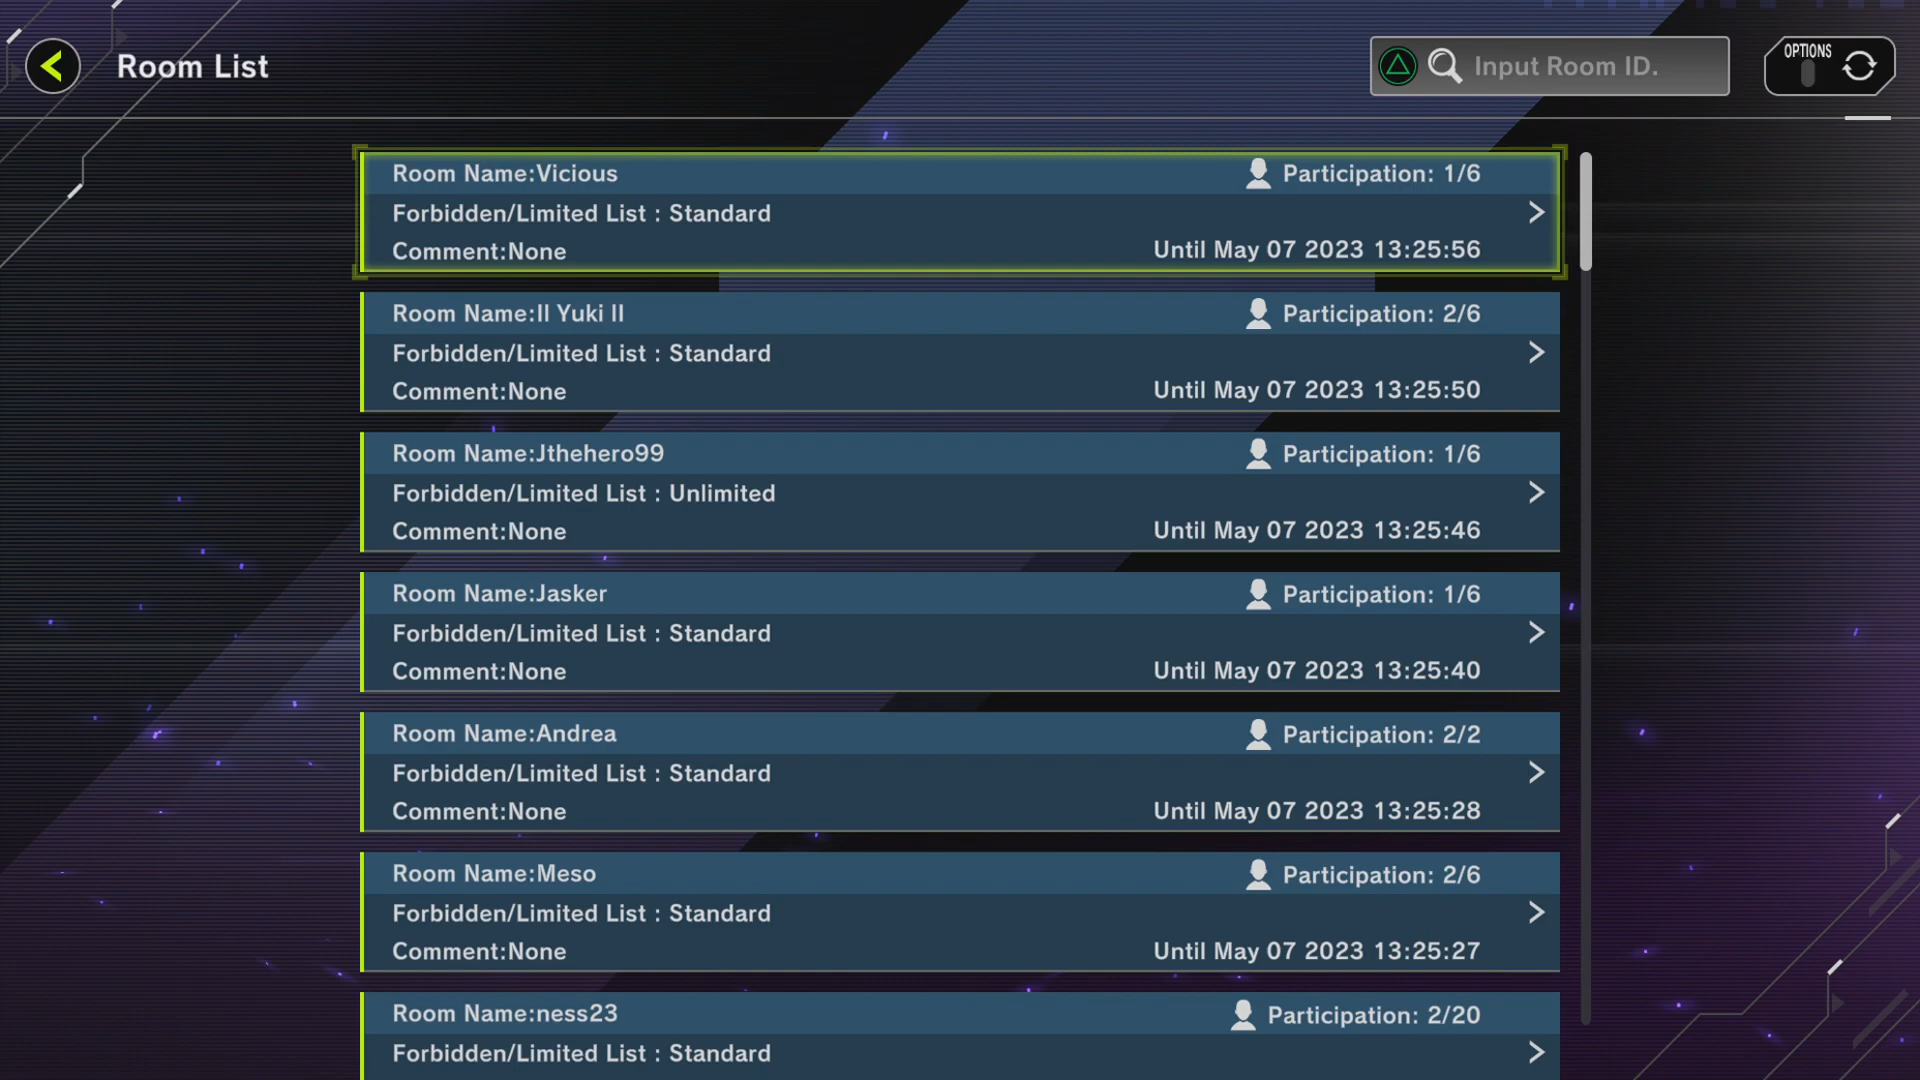 Room List
Input Room ID.
OPTIONS
Room Name:Vicious
Participation: 1/6
Forbidden/Limited List : Standard
Comment:None
Until May 07 2023 13:25:56
Room Name:II Yuki II
Participation: 2/6
Forbidden/Limited List : Standard
Comment:None
Until May 07 2023 13:25:50
Room Name:Jthehero99
Participation: 1/6
Forbidden/Limited List : Unlimited
Comment:None
Until May 07 2023 13:25:46
Room Name:Jasker
Participation: 1/6
Forbidden/Limited List : Standard
Comment:None
Until May 07 2023 13:25:40
Room Name:Andrea
Participation: 2/2
Forbidden/Limited List : Standard
Comment:None
Until May 07 2023 13:25:28
Room Name:Meso
Participation: 2/6
Forbidden/Limited List : Standard
Comment:None
Until May 07 2023 13:25:27
Room Name:ness23
Participation: 2/20
Forbidden/Limited List : Standard